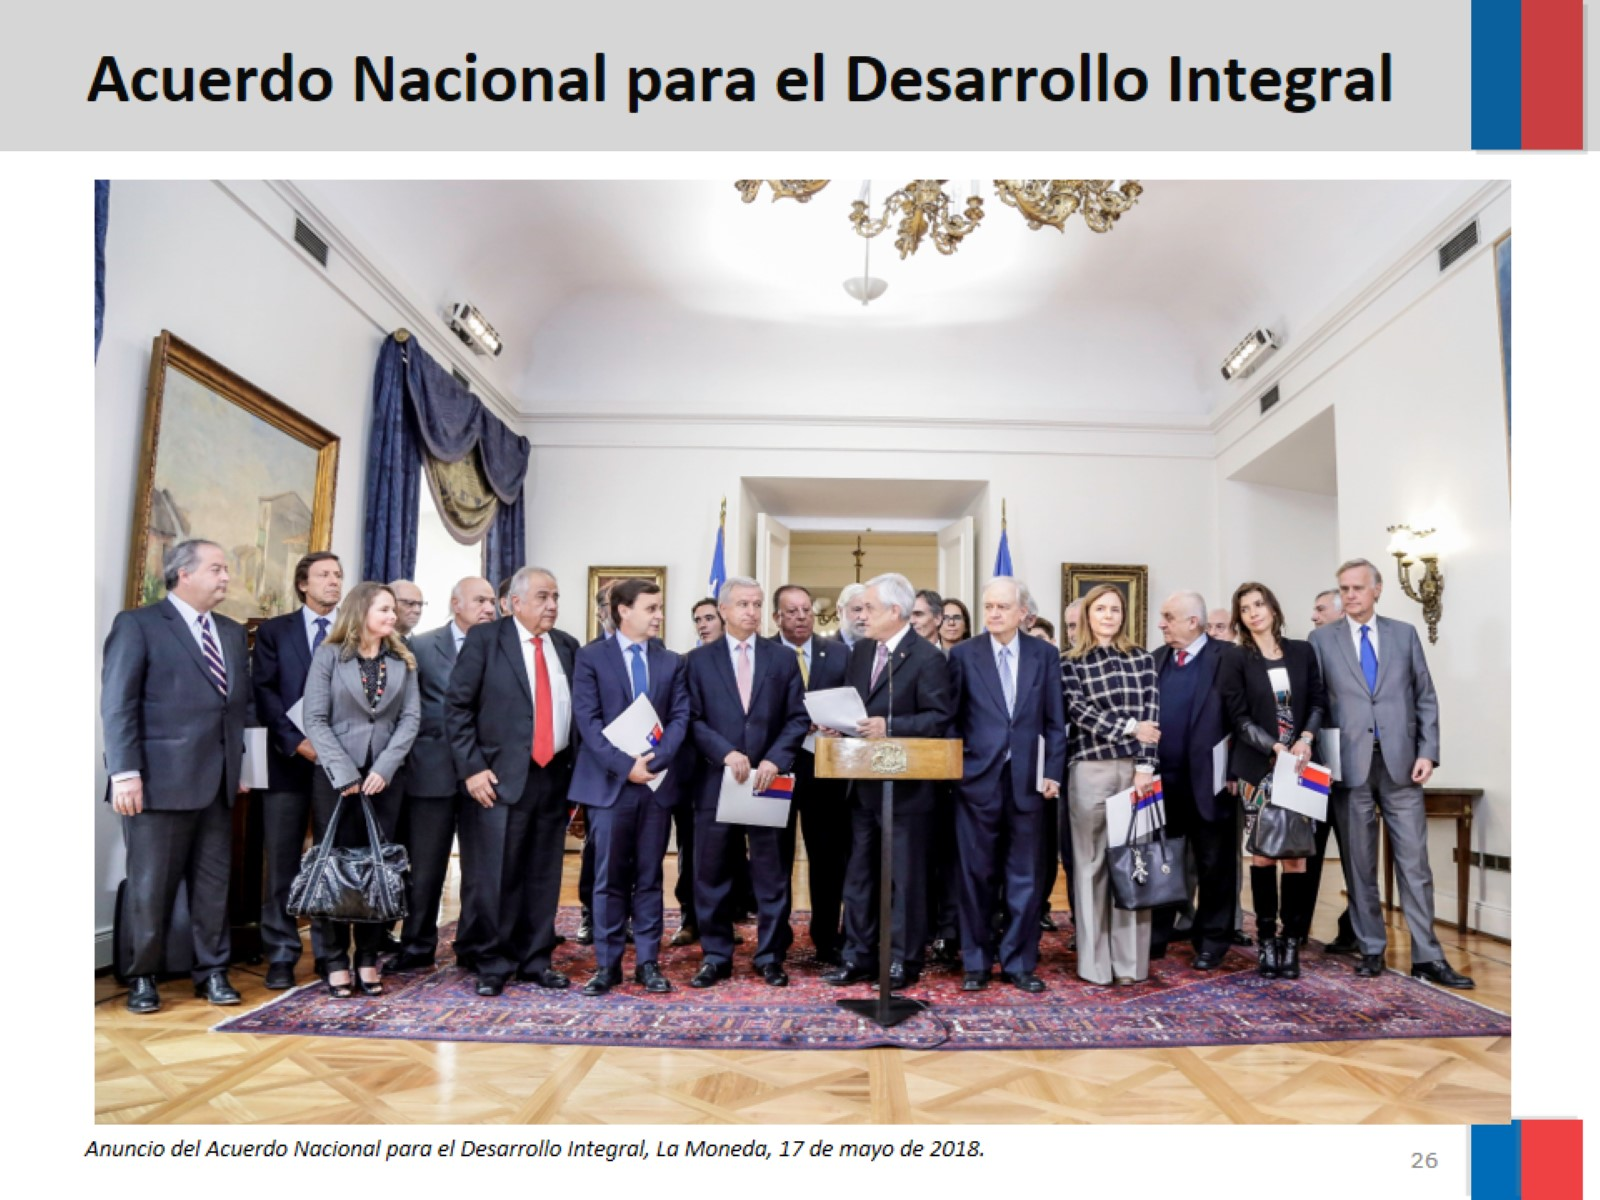 Acuerdo Nacional para el Desarrollo Integral
Anuncio del Acuerdo Nacional para el Desarrollo Integral, La Moneda, 17 de mayo de 2018.
26